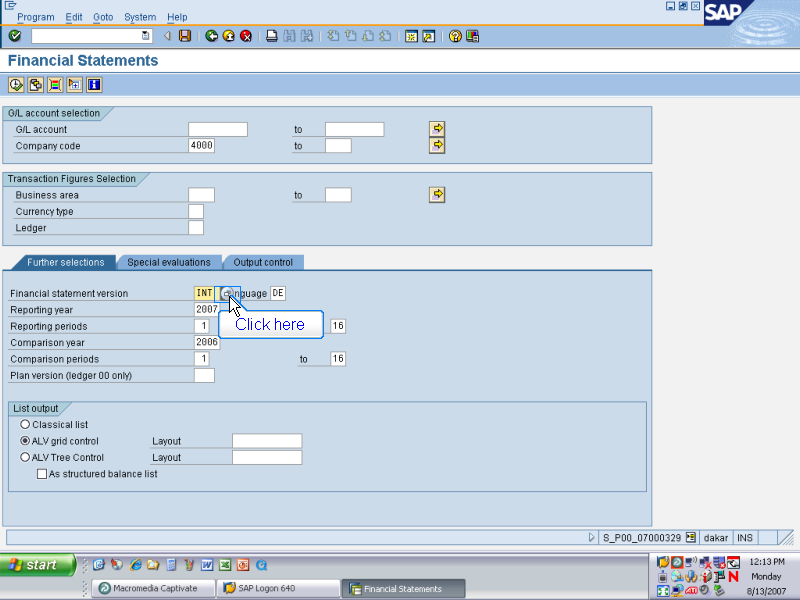 Program Edit Goto System Help
SAP
Financial Statements
G/L account selection
G/L account to
Company code 4000 to
Transaction Figures Selection
Business area to
Currency type
Ledger
Further selections Special evaluations Output control
Financial statement version INT nguage DE
Reporting year 2007
Reporting periods 1 16
Click here
Comparison year 2006
Comparison periods 1 to 16
Plan version (ledger 00 only)
List output
Classical list
ALV grid control Layout
ALV Tree Control Layout
As structured balance list
S_P00_07000329 dakar INS
start
12:13 PM
Macromedia Captivate SAP Logon 640 Financial Statements
Monday
8/13/2007